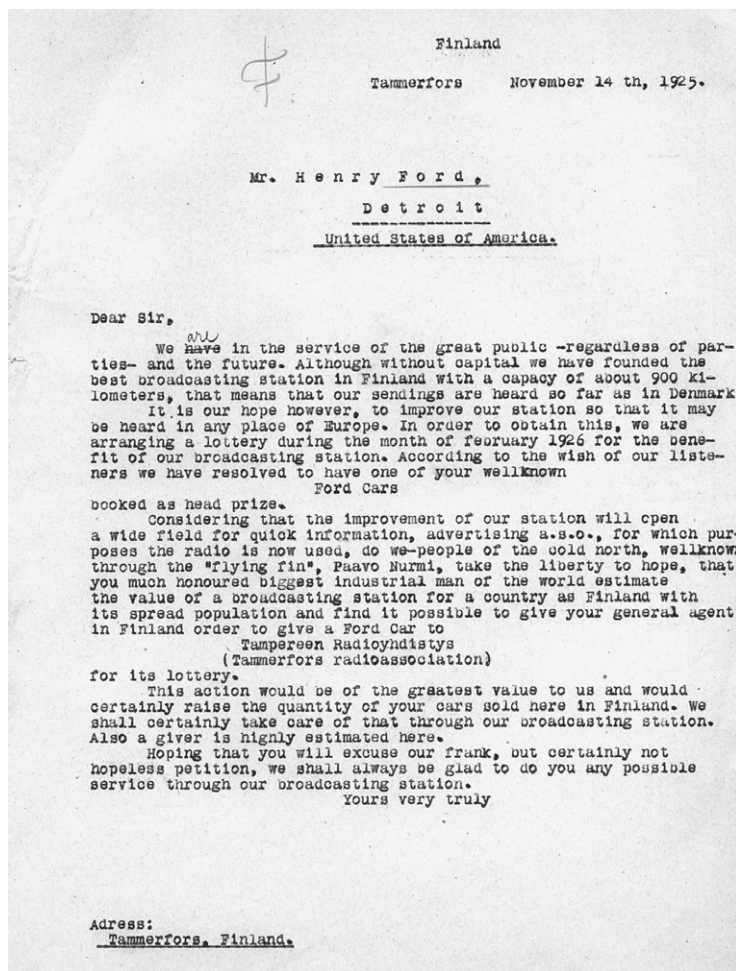 Finland
Tammerfors November 14 th, 1925.
Mr. Henry Ford,
Detroit
United States of America.
Dear Sir,
are
We have in the service of the great public -regardless of par-
ties- and the future. Although without capital we have founded the
best broadcasting station in Finland with a capacy of about 900 ki-
lometers, that means that our sendings are heard so far as in Denmark
It is our hope however, to improve our station so that it may
be heard in any place of Europe. In order to obtain this, we are
arranging a lottery during the month of february 1926 for the bene-
fit of our broadcasting station. According to the wish of our liste-
ners we have resolved to have one of your wellknown
Ford Cars
booked as head prize.
Considering that the improvement of our station will open
a wide field for quick information, advertising a.s.o., for which pur-
poses the radio is now used, do we-people of the cold north, wellknown
through the "flying fin", Paavo Nurmi, take the liberty to hope, that
you much honoured biggest industrial man of the world estimate
the value of a broadcasting station for a country as Finland with
its spread population and find it possible to give your general agent
in Finland order to give a Ford Car to
Tampereen Radioyhdistys
(Tammerfors radioassociation)
for its lottery.
This action would be of the graatest value to us and would
certainly raise the quantity of your cars sold here in Finland. We
shall certainly take care of that through our broadcasting station.
Also a giver is highly estimated here.
Hoping that you will excuse our frank, but certainly not
hopeless petition, we shall always be glad to do you any possible
service through our broadcasting station.
Yours very truly
Adress:
Tammerfors, Finland.